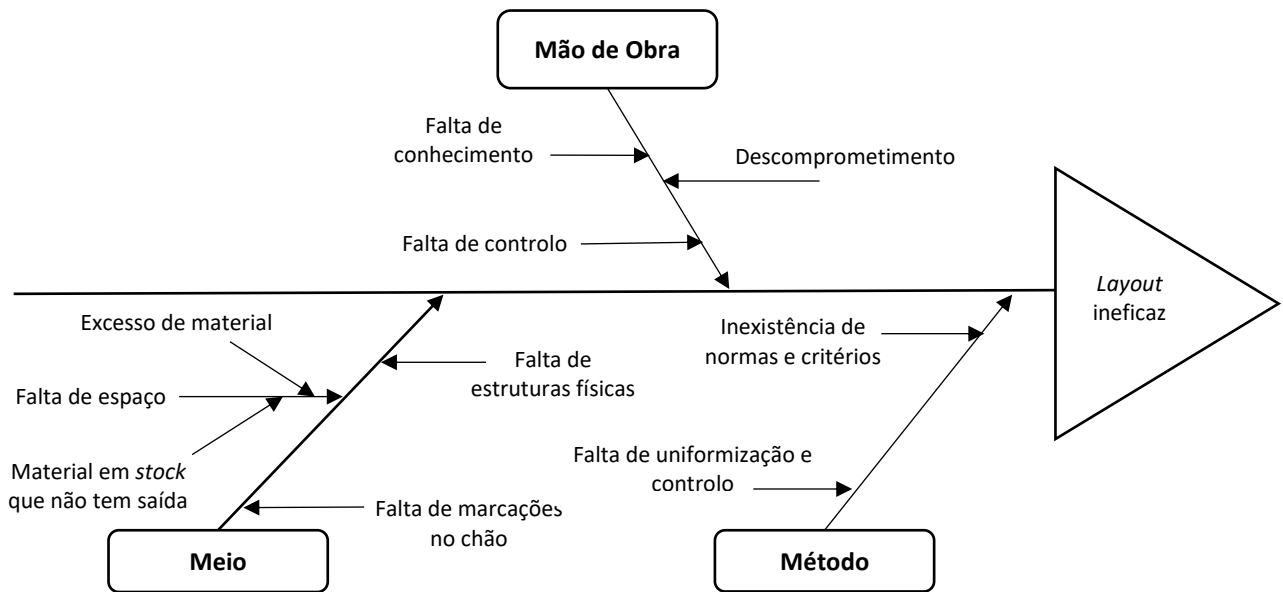 Mão de Obra
Falta de
conhecimento
Descomprometimento
Falta de controlo
Layout
ineficaz
Excesso de material
Falta de espaço
Material em stock
que não tem saída
Falta de
estruturas físicas
Falta de marcações
no chão
Inexistência de
normas e critérios
Falta de uniformização e
controlo
Meio
Método